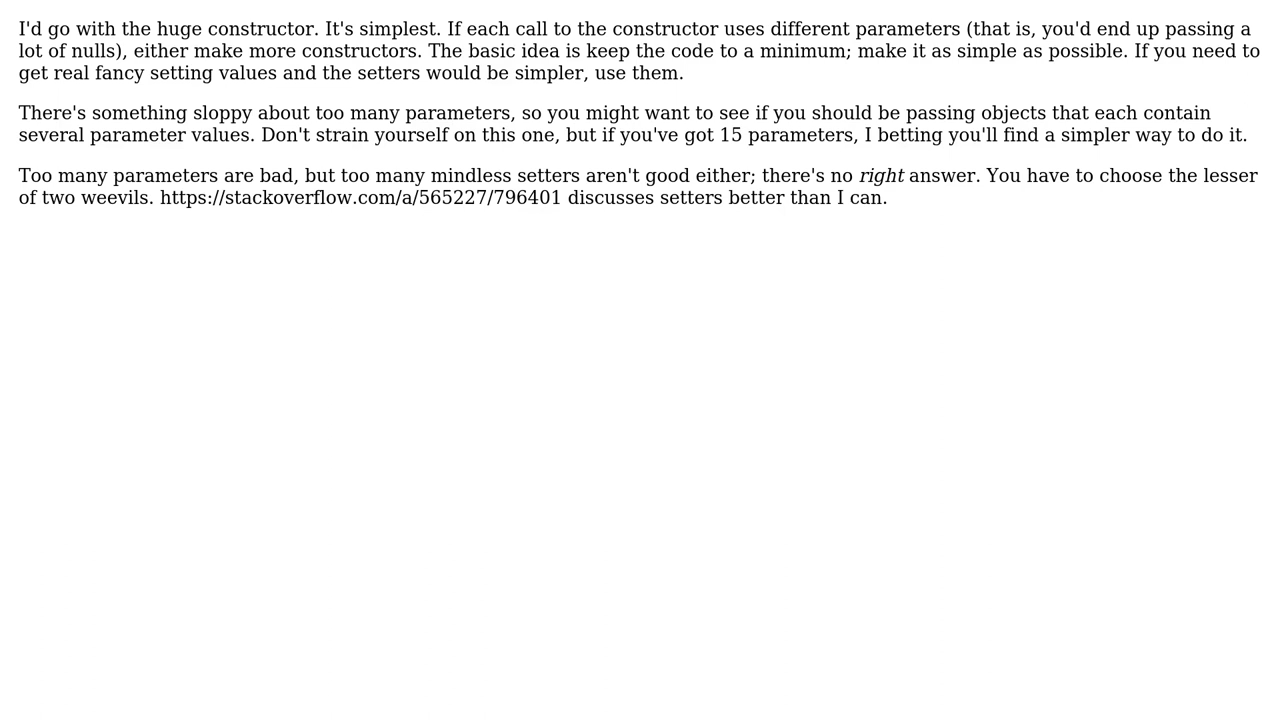 I'd go with the huge constructor. It's simplest. If each call to the constructor uses different parameters (that is, you'd end up passing a
lot of nulls), either make more constructors. The basic idea is keep the code to a minimum; make it as simple as possible. If you need to
get real fancy setting values and the setters would be simpler, use them.
There's something sloppy about too many parameters, so you might want to see if you should be passing objects that each contain
several parameter values. Don't strain yourself on this one, but if you've got 15 parameters, I betting you'll find a simpler way to do it.
Too many parameters are bad, but too many mindless setters aren't good either; there's no right answer. You have to choose the lesser
of two weevils. https://stackoverflow.com/a/565227/796401 discusses setters better than I can.